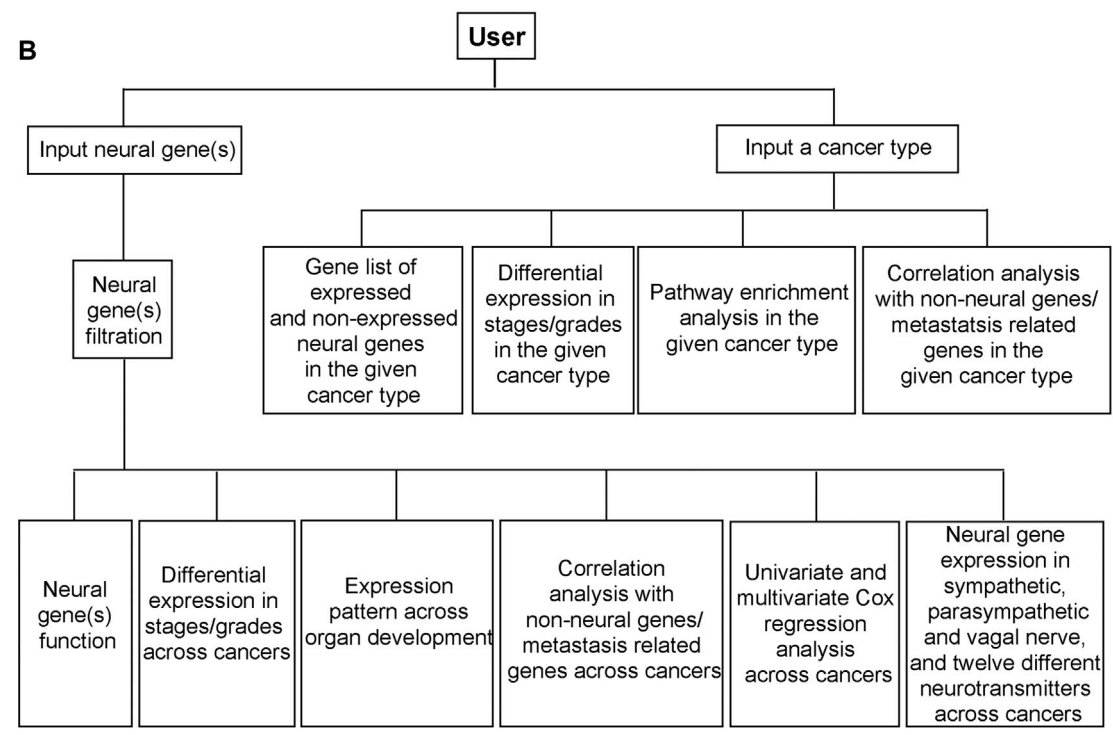 B
User
Input neural gene(s)
Input a cancer type
Neural
gene(s)
filtration
Gene list of
expressed
and non-expressed
neural genes
in the given
cancer type
Differential
expression in
stages/grades
in the given
cancer type
Pathway enrichment
analysis in the
given cancer type
Correlation analysis
with non-neural genes/
metastatsis related
genes in the
given cancer type
Neural
gene(s)
function
Differential
expression in
stages/grades
across cancers
Expression
pattern across
organ development
Correlation
analysis with
non-neural genes/
metastasis related
genes across cancers
Univariate and
multivariate Cox
regression
analysis
across cancers
Neural gene
expression in
sympathetic,
parasympathetic
and vagal nerve,
and twelve different
neurotransmitters
across cancers